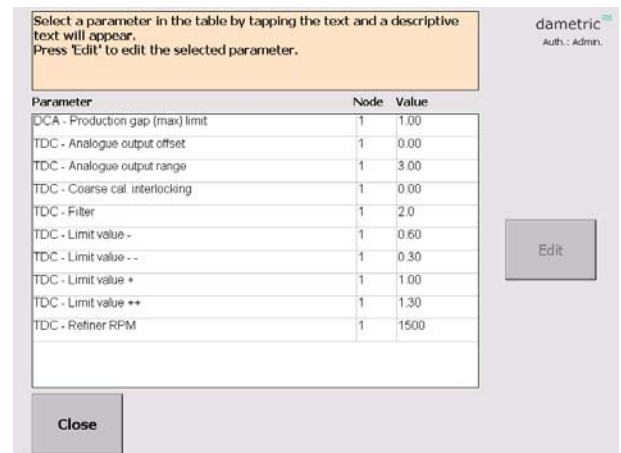 Select a parameter in the table by tapping the text and a descriptive
text will appear.
Press 'Edit' to edit the selected parameter.
dametric
Auth.: Admin.
Parameter Node Value
DCA - Production gap (max) limit 1 1.00
TDC - Analogue output offset 1 0.00
TDC - Analogue output range 1 3.00
TDC - Coarse cal. interlocking 1 0.00
TDC - Filter 1 2.0
TDC - Limit value - 1 0.60
TDC - Limit value - - 1 0.30
TDC - Limit value + 1 1.00
TDC - Limit value ++ 1 1.30
TDC - Refiner RPM 1 1500
Edit
Close